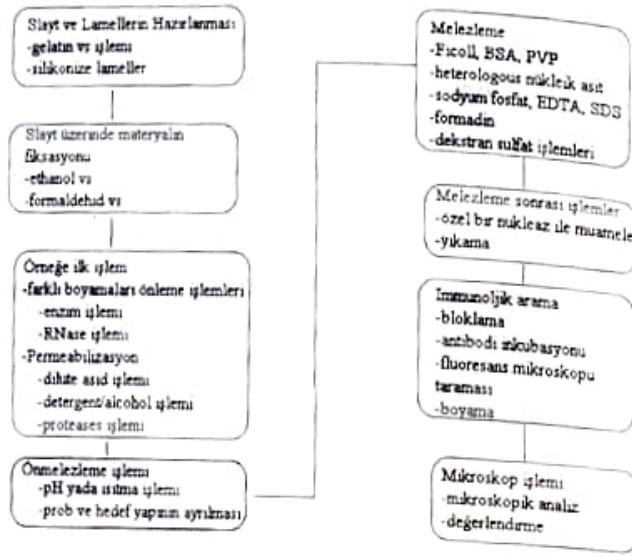 Slayt ve Lamellerin Hazırlanması
-gelatin vs işlemi
-silikonize lameller
Slayt üzerinde materyalin
fiksasyonu
-ethanol vs
-formaldehid vs
Örneğe ilk işlem
-farklı boyamaları önleme işlemleri
-enzim işlemi
-RNase işlemi
-Permeabilizasyon
-dilute asid işlemi
-detergent/alcohol işlemi
-proteases işlemi
Önmelezleme işlemi
-pH yada ısıtma işlemi
-prob ve hedef yapının ayrılması
Melezleme
-Ficoll, BSA, PVP
-heterologous nükleik asit
-sodyum fosfat, EDTA, SDS
-formadin
-dekstran sulfat işlemleri
Melezleme sonrası işlemler
-özel bir nukleaz ile muamele
-yıkama
Immunoljik arama
-bloklama
-antibodi inkubasyonu
-fluoresans mikroskopu
taraması
-boyama
Mikroskop işlemi
-mikroskopik analiz
-değerlendirme